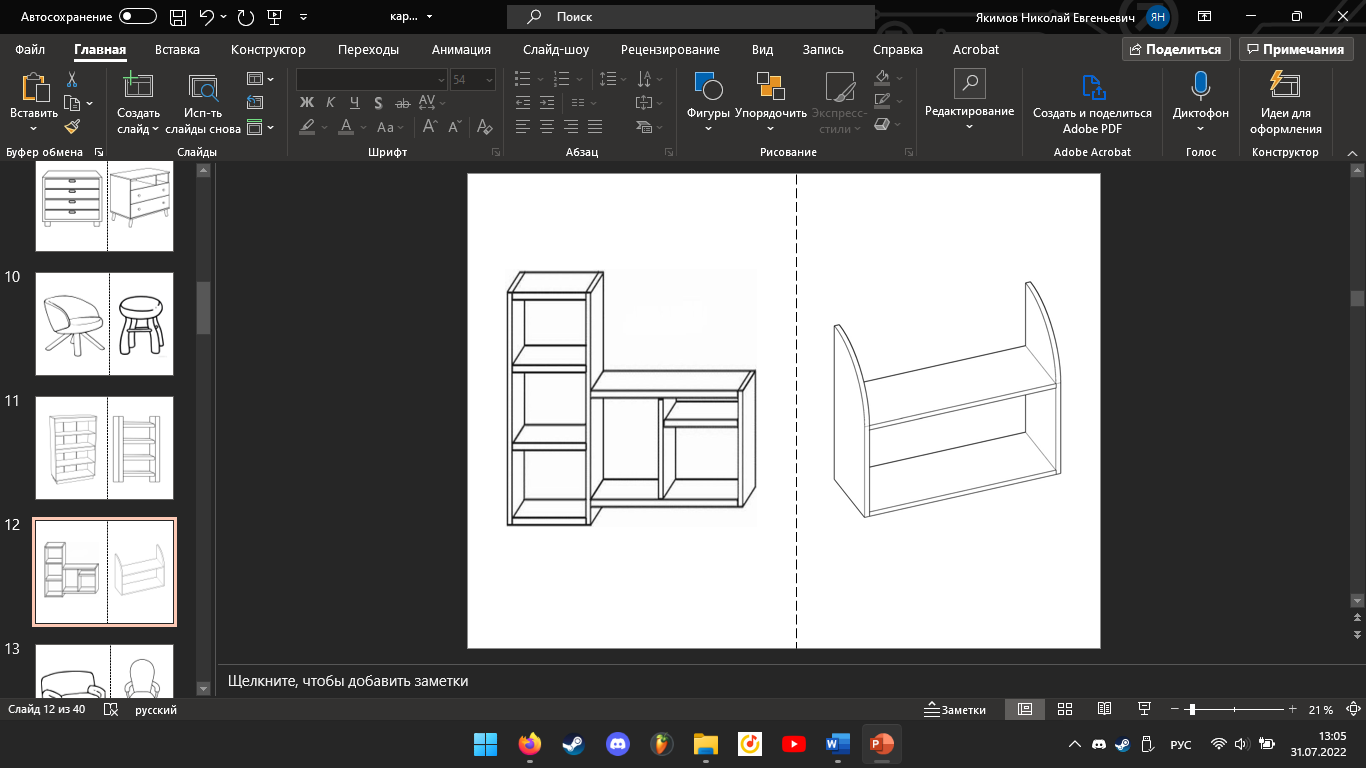 Автосохранение
кар...
Поиск
Якимов Николай Евгеньевич
ЯН
Файл
Главная
Вставка
Конструктор
Переходы
Анимация
Слайд-шоу
Рецензирование
Вид
Запись
Справка
Acrobat
Поделиться
Примечания
Вставить
Буфер обмена
Создать
слайд
Исп-ть
слайды снова
Слайды
54
Ж К Ч S ab AV
A Aa A A A
Шрифт
Абзац
Фигуры
Упорядочить
Экспресс-
стили
Рисование
Редактирование
Создать и поделиться
Adobe PDF
Adobe Acrobat
Диктофон
Голос
Идеи для
оформления
Конструктор
10
11
12
13
Щелкните, чтобы добавить заметки
Слайд 12 из 40
русский
Заметки
21 %
РУС
13:05
31.07.2022